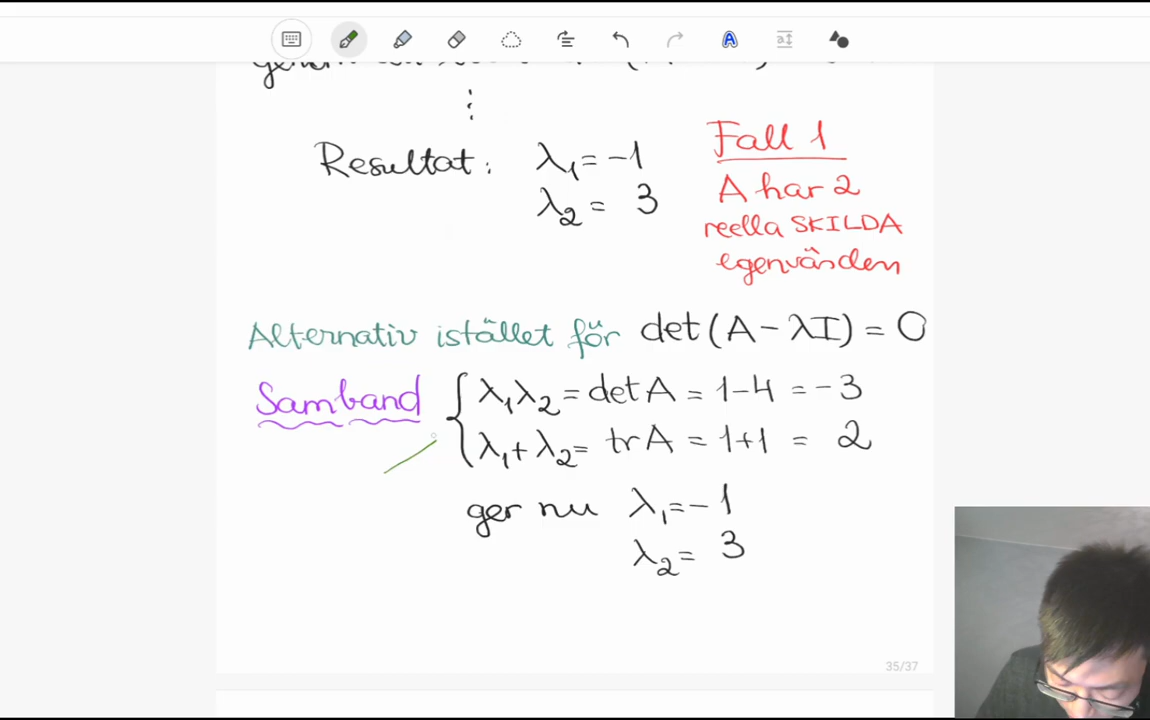 Resultat: λ₁ = -1
λ₂ = 3
Fall 1
A har 2
reella SKILDA
egenvärden
Alternativ istället för det(A - λI) = 0
Samband { λ₁λ₂ = det A = 1-4 = -3
λ₁ + λ₂ = tr A = 1+1 = 2
ger nu λ₁ = -1
λ₂ = 3
35/37